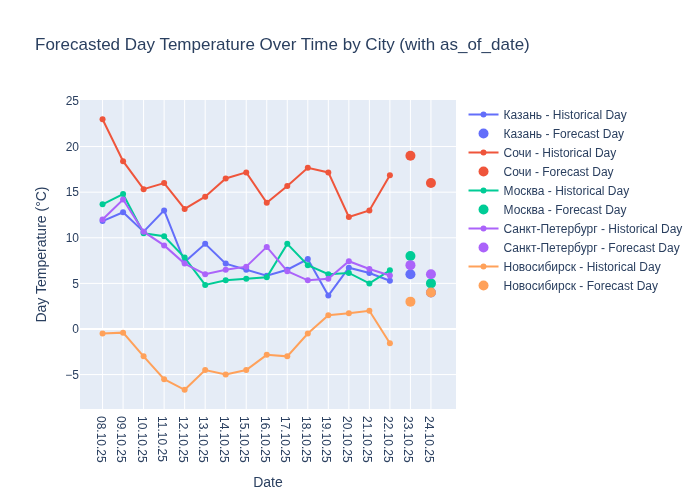 Forecasted Day Temperature Over Time by City (with as_of_date)
25
20
15
10
5
0
−5
Day Temperature (°C)
08.10.25
09.10.25
10.10.25
11.10.25
12.10.25
13.10.25
14.10.25
15.10.25
16.10.25
17.10.25
18.10.25
19.10.25
20.10.25
21.10.25
22.10.25
23.10.25
24.10.25
Date
Казань - Historical Day
Казань - Forecast Day
Сочи - Historical Day
Сочи - Forecast Day
Москва - Historical Day
Москва - Forecast Day
Санкт-Петербург - Historical Day
Санкт-Петербург - Forecast Day
Новосибирск - Historical Day
Новосибирск - Forecast Day